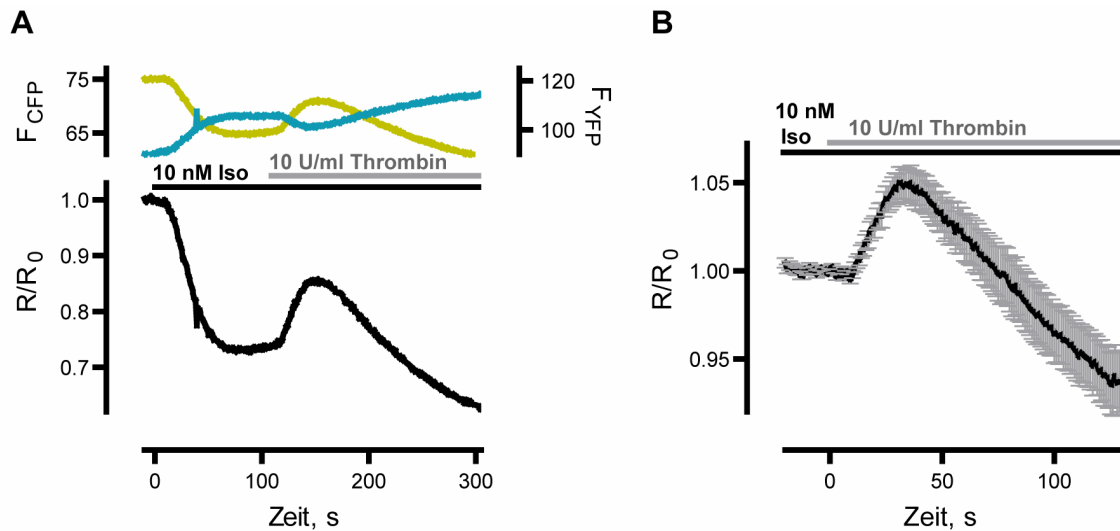 A
F CFP
75
65
120
100
F YFP
10 nM Iso
10 U/ml Thrombin
R/R0
1.0
0.9
0.8
0.7
0
100
200
300
Zeit, s
B
10 nM
Iso
10 U/ml Thrombin
R/R0
1.05
1.00
0.95
0
50
100
Zeit, s